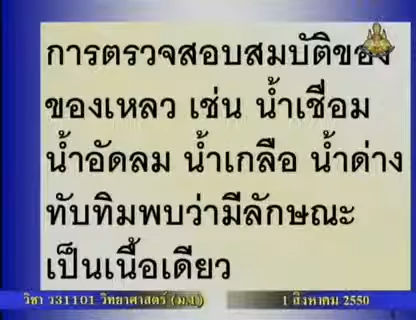 การตรวจสอบสมบัติของ
ของเหลว เช่น น้ำเชื่อม
น้ำอัดลม น้ำเกลือ น้ำด่าง
ทับทิมพบว่ามีลักษณะ
เป็นเนื้อเดียว
วิชา ว31101 วิทยาศาสตร์ (ม.1) 1 สิงหาคม 2550